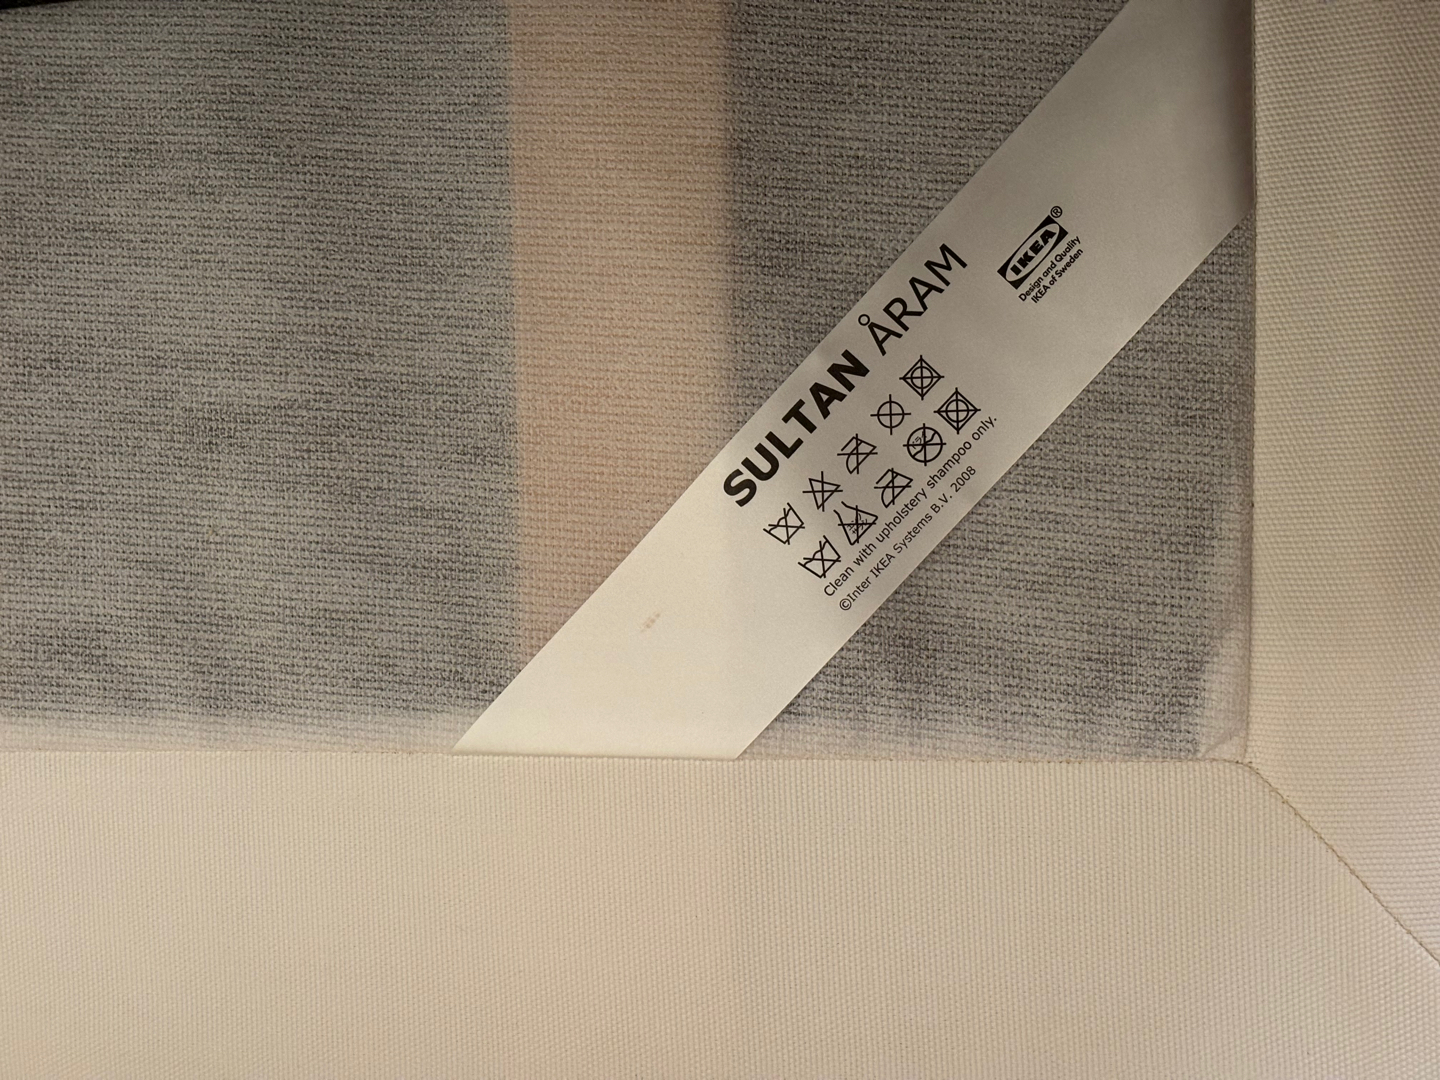 SULTAN ÅRAM
IKEA®
Design and Quality
IKEA of Sweden
Clean with upholstery shampoo only.
©Inter IKEA Systems B.V. 2008